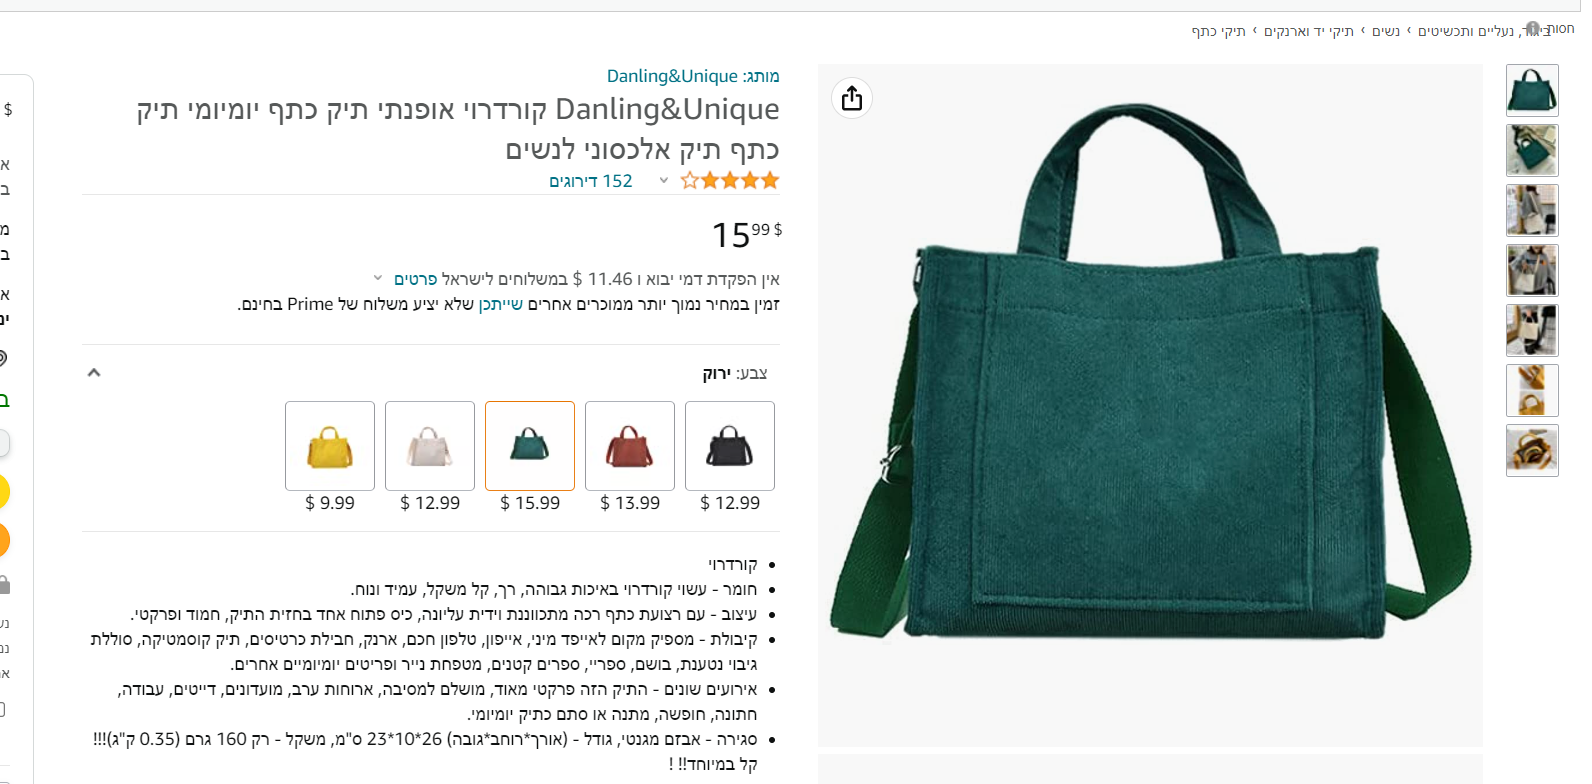 חסות
ביגוד, נעליים ותכשיטים › נשים › תיקי יד וארנקים › תיקי כתף
מותג: Danling&Unique
Danling&Unique קורדרוי אופנתי תיק כתף יומיומי תיק
כתף תיק אלכסוני לנשים
152 דירוגים
15⁹⁹ $
אין הפקדת דמי יבוא ו 11.46 $ במשלוחים לישראל פרטים
זמין במחיר נמוך יותר ממוכרים אחרים שייתכן שלא יציע משלוח של Prime בחינם.
צבע: ירוק
12.99 $ 13.99 $ 15.99 $ 12.99 $ 9.99 $
• קורדרוי
• חומר - עשוי קורדרוי באיכות גבוהה, רך, קל משקל, עמיד ונוח.
• עיצוב - עם רצועת כתף רכה מתכווננת וידית עליונה, כיס פתוח אחד בחזית התיק, חמוד ופרקטי.
• קיבולת - מספיק מקום לאייפד מיני, אייפון, טלפון חכם, ארנק, חבילת כרטיסים, תיק קוסמטיקה, סוללת
גיבוי נטענת, בושם, ספריי, ספרים קטנים, מטפחת נייר ופריטים יומיומיים אחרים.
• אירועים שונים - התיק הזה פרקטי מאוד, מושלם למסיבה, ארוחות ערב, מועדונים, דייטים, עבודה,
חתונה, חופשה, מתנה או סתם כתיק יומיומי.
• סגירה - אבזם מגנטי, גודל - (אורך*רוחב*גובה) 26*10*23 ס"מ, משקל - רק 160 גרם (0.35 ק"ג)!!!
קל במיוחד!! !
$